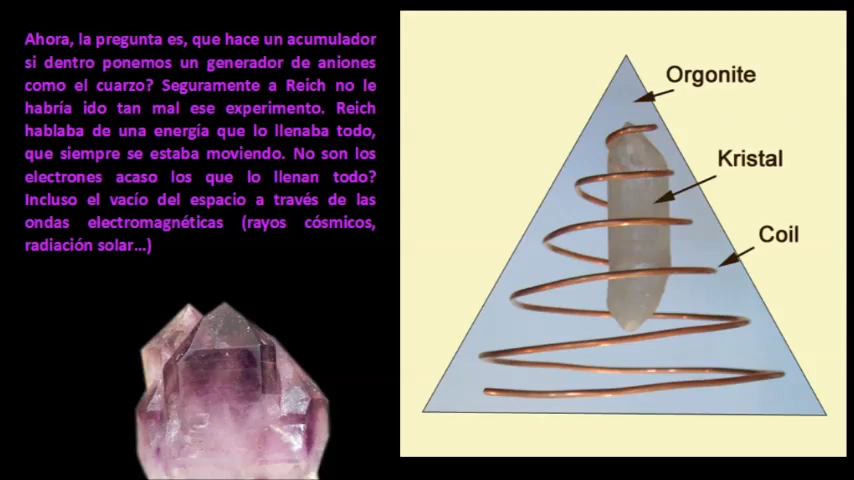 Ahora, la pregunta es, que hace un acumulador
si dentro ponemos un generador de aniones
como el cuarzo? Seguramente a Reich no le
habría ido tan mal ese experimento. Reich
hablaba de una energía que lo llenaba todo,
que siempre se estaba moviendo. No son los
electrones acaso los que lo llenan todo?
Incluso el vacío del espacio a través de las
ondas electromagnéticas (rayos cósmicos,
radiación solar...)
Orgonite
Kristal
Coil